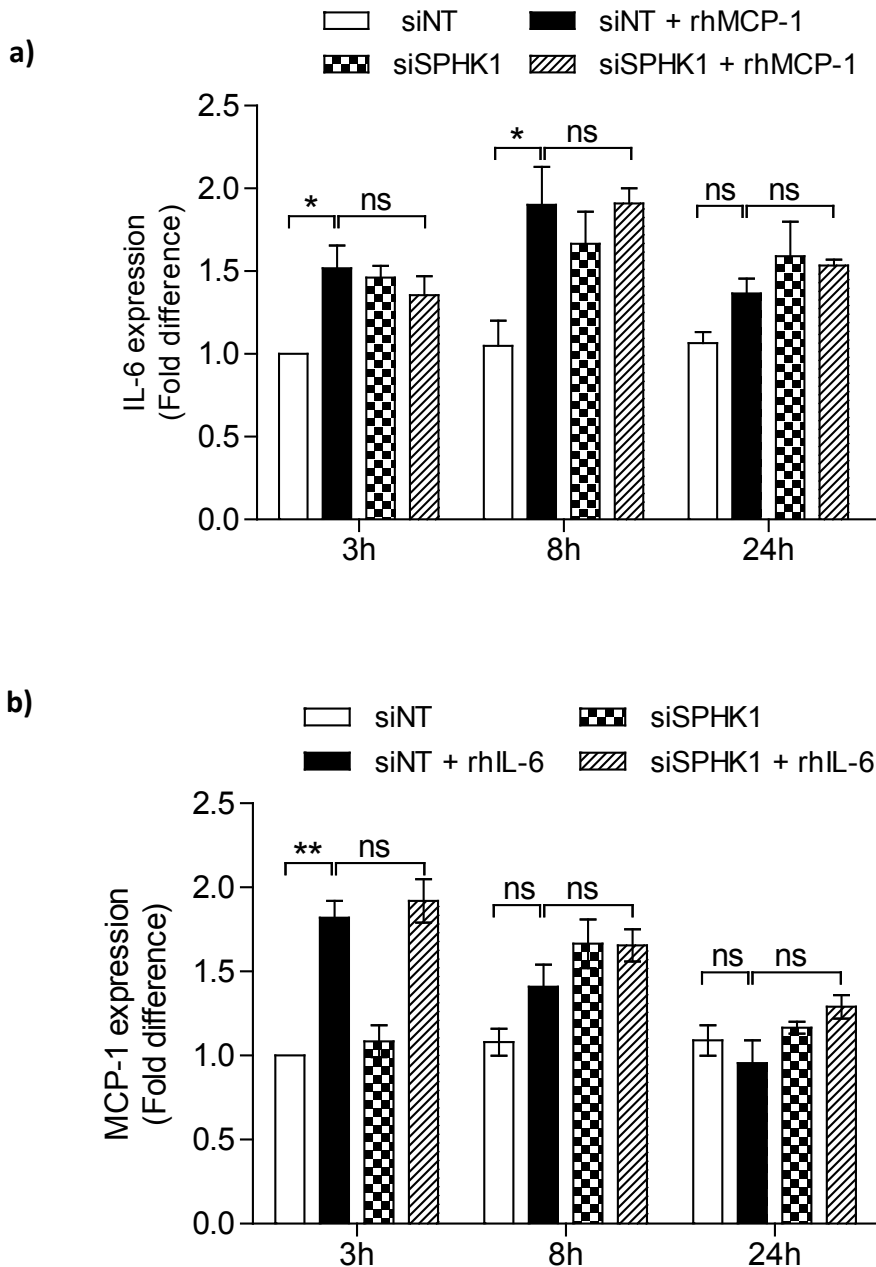 a)
siNT siNT + rhMCP-1
siSPHK1 siSPHK1 + rhMCP-1
IL-6 expression
(Fold difference)
2.5
2.0
1.5
1.0
0.5
0.0
* ns
* ns
ns ns
3h 8h 24h
b)
siNT siSPHK1
siNT + rhIL-6 siSPHK1 + rhIL-6
MCP-1 expression
(Fold difference)
2.5
2.0
1.5
1.0
0.5
0.0
** ns
ns ns
ns ns
3h 8h 24h